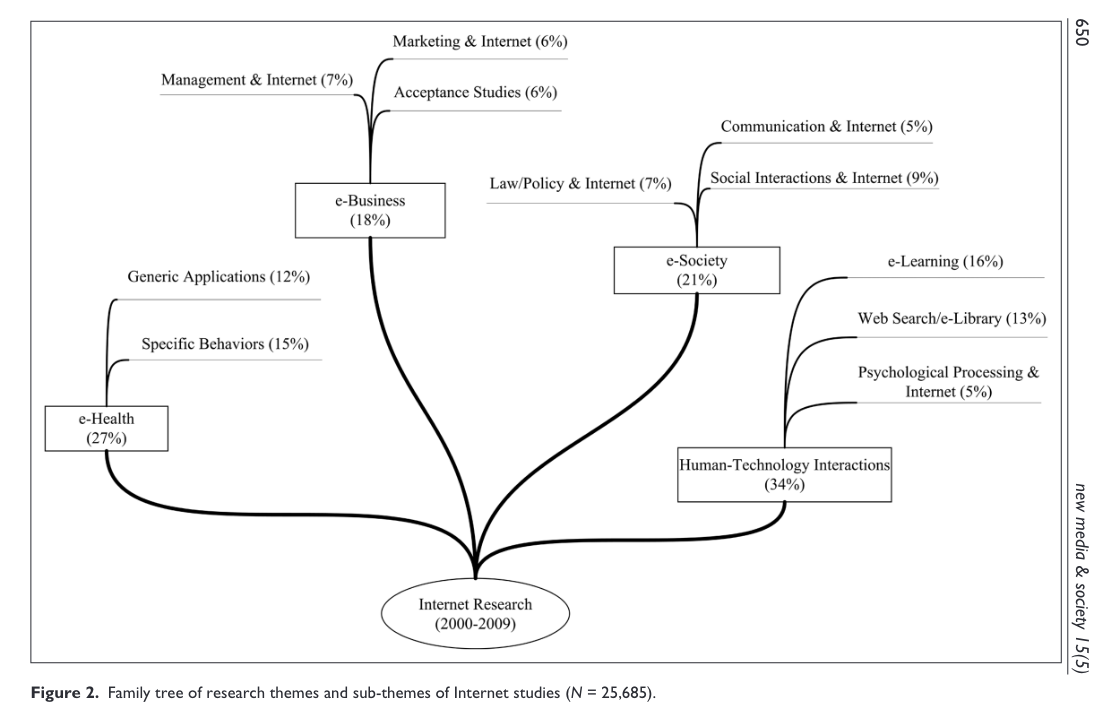 650
Marketing & Internet (6%)
Management & Internet (7%)
Acceptance Studies (6%)
Communication & Internet (5%)
Law/Policy & Internet (7%)
Social Interactions & Internet (9%)
e-Business
(18%)
e-Society
(21%)
e-Learning (16%)
Generic Applications (12%)
Web Search/e-Library (13%)
Specific Behaviors (15%)
Psychological Processing &
Internet (5%)
e-Health
(27%)
Human-Technology Interactions
(34%)
Internet Research
(2000-2009)
new media & society 15(5)
Figure 2. Family tree of research themes and sub-themes of Internet studies (N = 25,685).